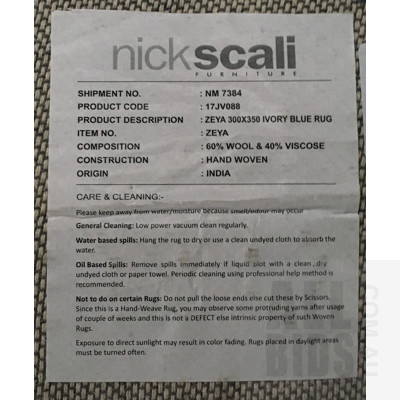 nickscali
FURNITURE
SHIPMENT NO. : NM 7384
PRODUCT CODE : 17JV088
PRODUCT DESCRIPTION : ZEYA 300X350 IVORY BLUE RUG
ITEM NO. : ZEYA
COMPOSITION : 60% WOOL & 40% VISCOSE
CONSTRUCTION : HAND WOVEN
ORIGIN : INDIA
CARE & CLEANING:-
Please keep away from water/moisture because smell/odour may occur
General Cleaning: Low power vacuum clean regularly.
Water based spills: Hang the rug to dry or use a clean undyed cloth to absorb the
water.
Oil Based Spills: Remove spills immediately if liquid blot with a clean ,dry
undyed cloth or paper towel. Periodic cleaning using professional help method is
recommended.
Not to do on certain Rugs: Do not pull the loose ends else cut these by Scissors.
Since this is a Hand-Weave Rug, you may observe some protruding yarns after usage
of couple of weeks and this is not a DEFECT else intrinsic property of such Woven
Rugs.
Exposure to direct sunlight may result in color fading. Rugs placed in daylight areas
must be turned often.
ALL
BIDS